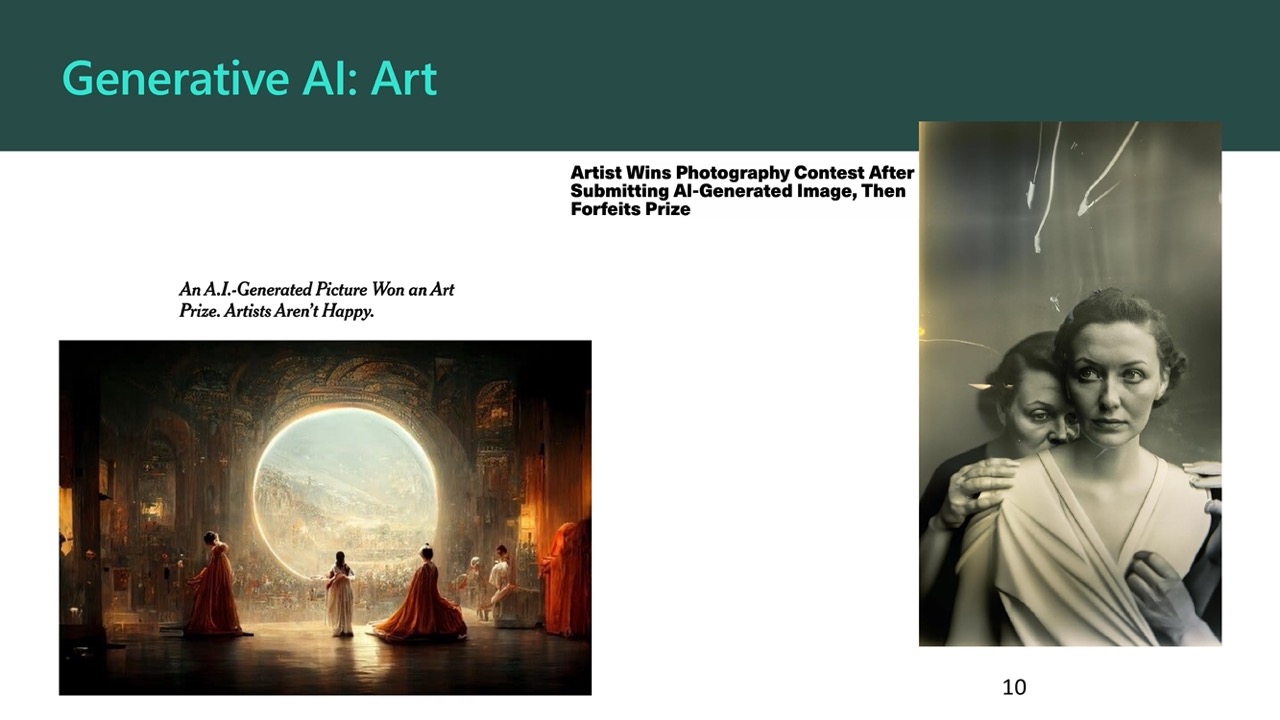 Generative AI: Art
Artist Wins Photography Contest After
Submitting AI-Generated Image, Then
Forfeits Prize
An A.I.-Generated Picture Won an Art
Prize. Artists Aren’t Happy.
10